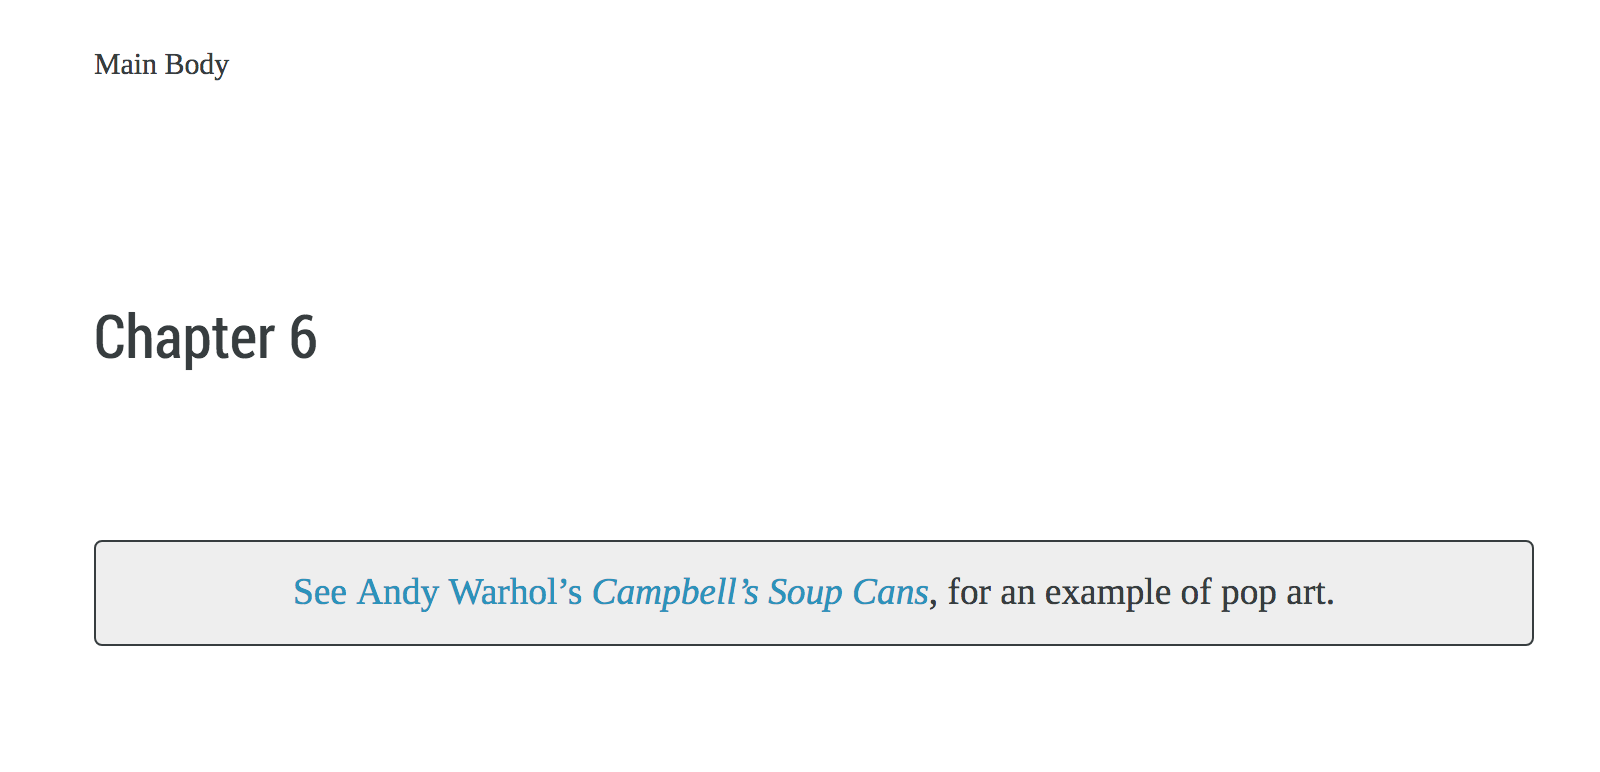 Main Body
Chapter 6
See Andy Warhol’s Campbell’s Soup Cans, for an example of pop art.